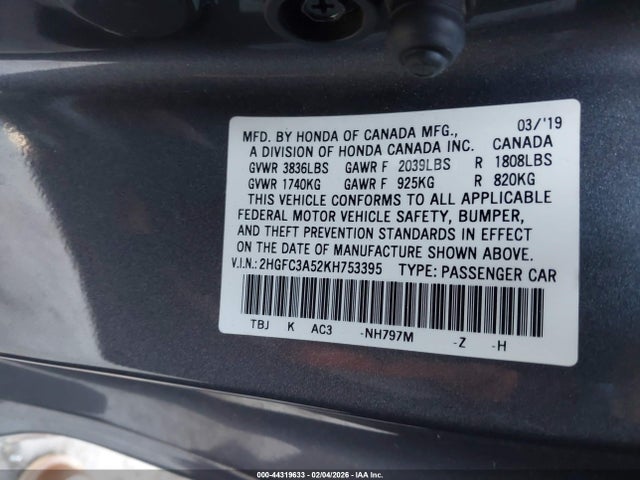 03/'19
MFD. BY HONDA OF CANADA MFG., CANADA
A DIVISION OF HONDA CANADA INC.
GVWR 3836LBS GAWR F 2039LBS R 1808LBS
GVWR 1740KG GAWR F 925KG R 820KG
THIS VEHICLE CONFORMS TO ALL APPLICABLE
FEDERAL MOTOR VEHICLE SAFETY, BUMPER,
AND THEFT PREVENTION STANDARDS IN EFFECT
ON THE DATE OF MANUFACTURE SHOWN ABOVE.
V.I.N.: 2HGFC3A52KH753395 TYPE: PASSENGER CAR
TBJ K AC3 -NH797M -Z -H
000-44319633 - 02/04/2026 - IAA Inc.